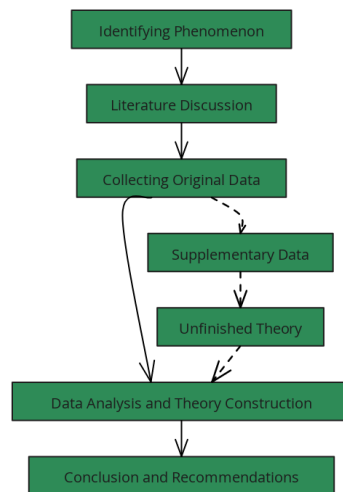 Identifying Phenomenon
Literature Discussion
Collecting Original Data
Supplementary Data
Unfinished Theory
Data Analysis and Theory Construction
Conclusion and Recommendations